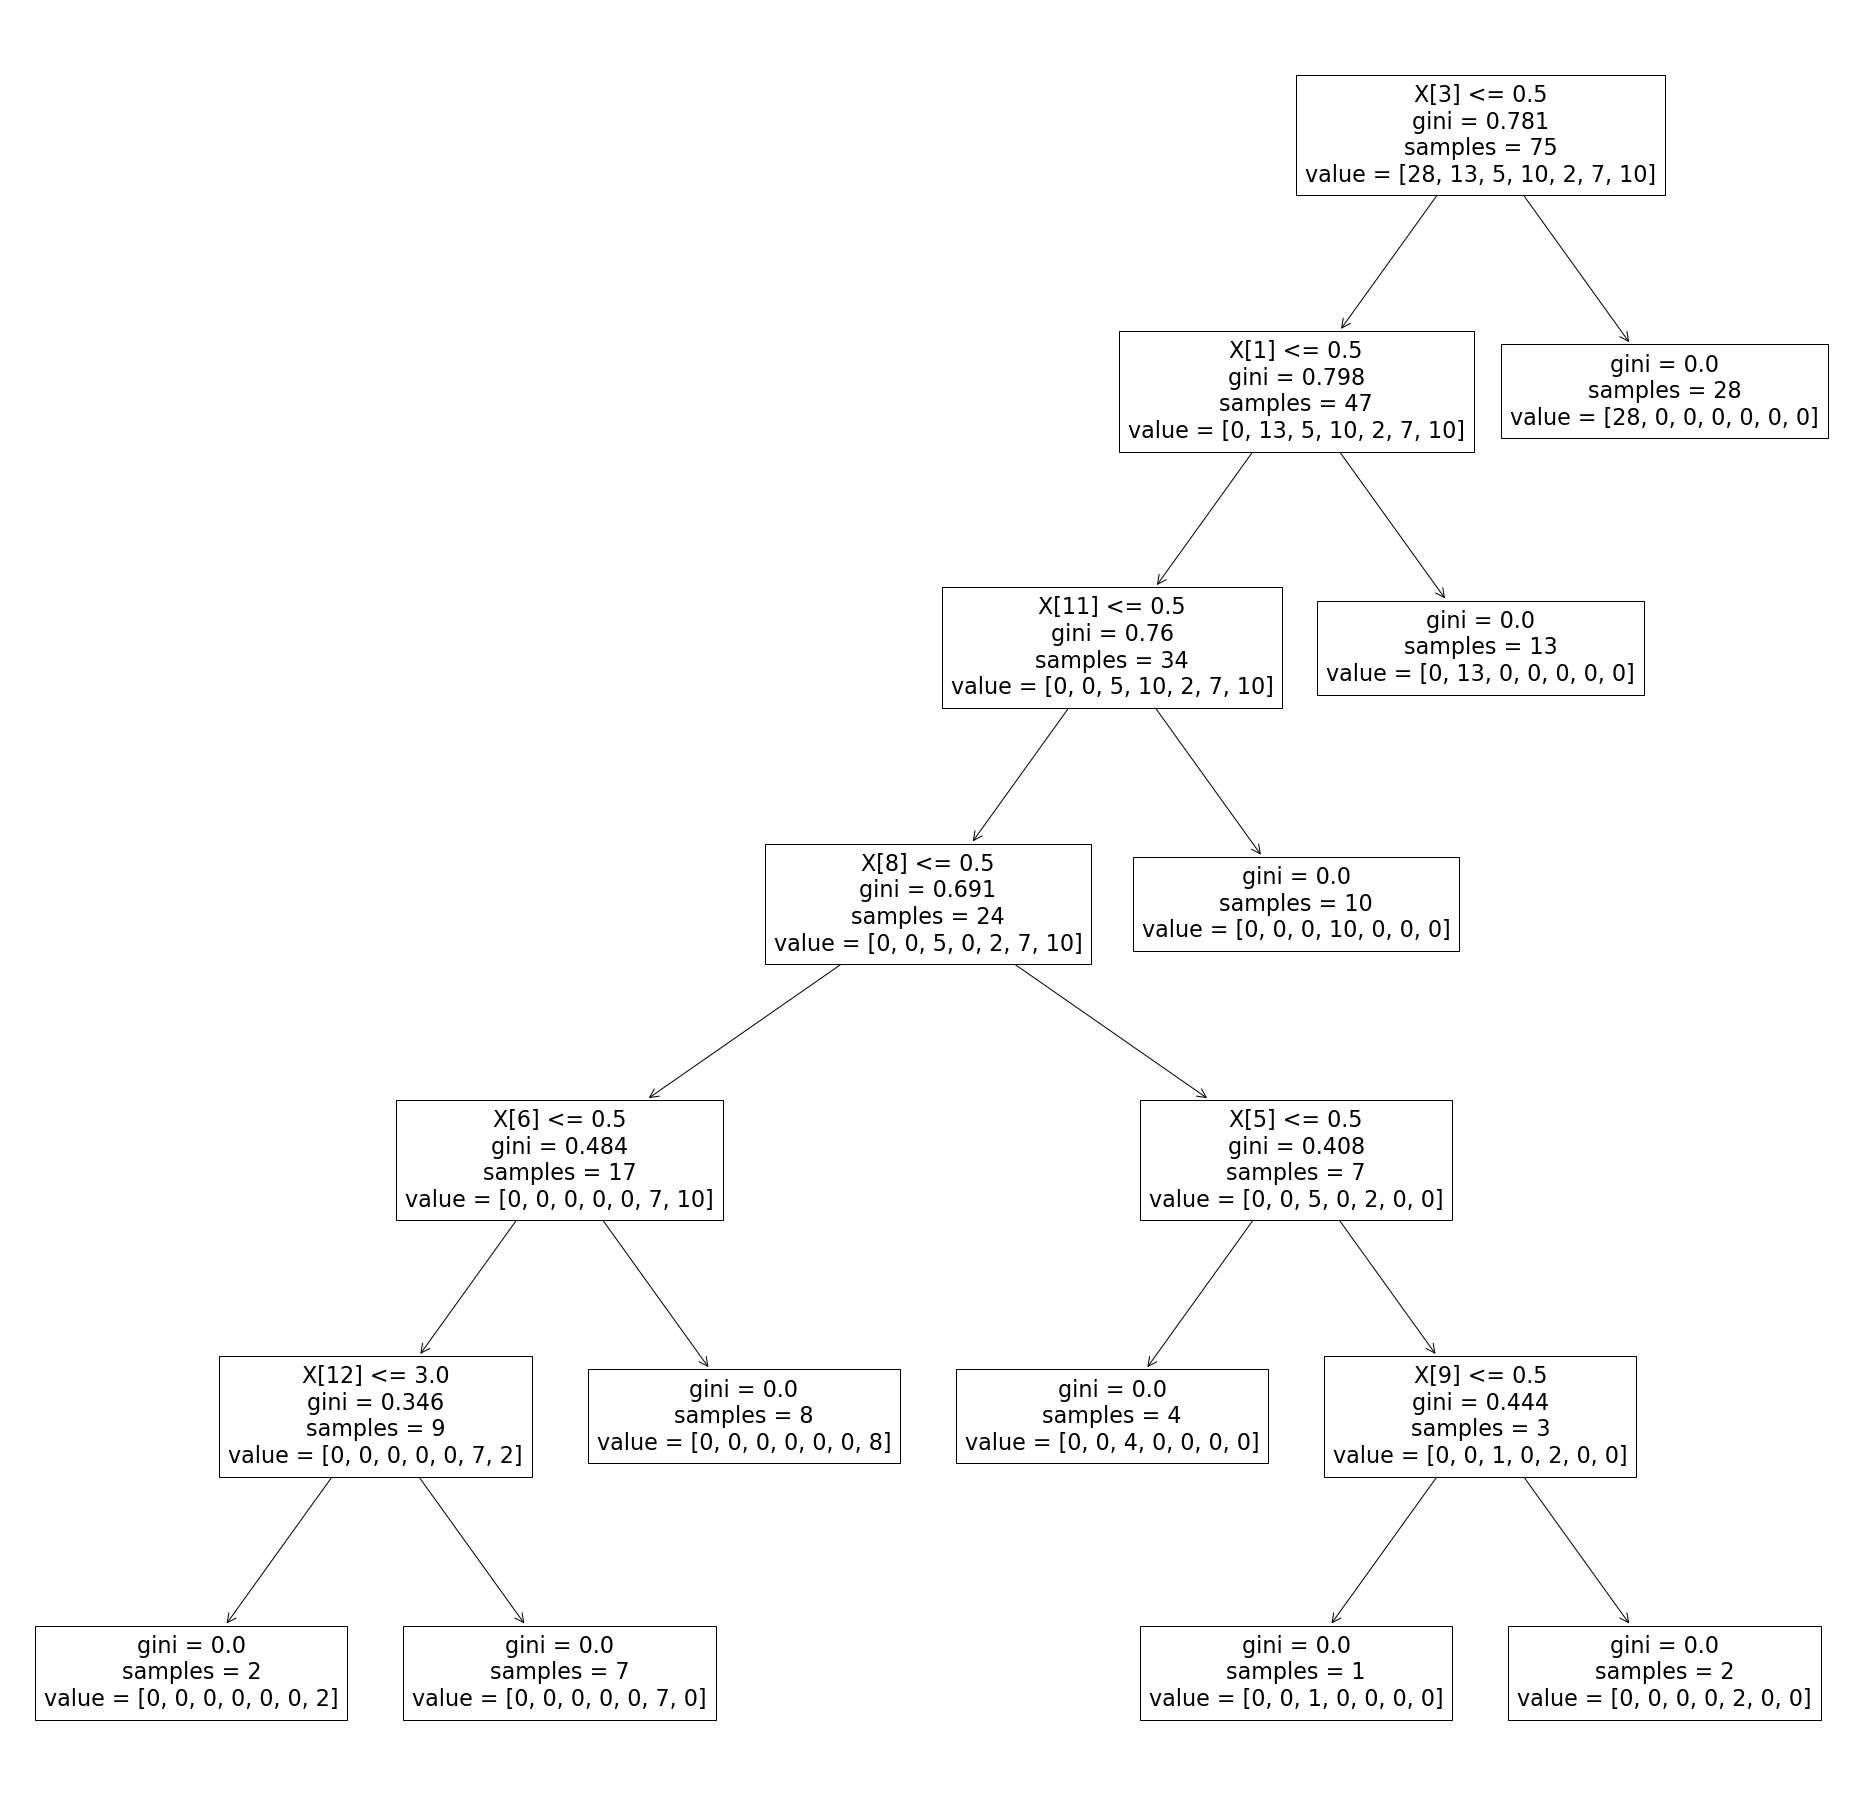 X[3] <= 0.5
gini = 0.781
samples = 75
value = [28, 13, 5, 10, 2, 7, 10]
X[1] <= 0.5
gini = 0.798
samples = 47
value = [0, 13, 5, 10, 2, 7, 10]
gini = 0.0
samples = 28
value = [28, 0, 0, 0, 0, 0, 0]
X[11] <= 0.5
gini = 0.76
samples = 34
value = [0, 0, 5, 10, 2, 7, 10]
gini = 0.0
samples = 13
value = [0, 13, 0, 0, 0, 0, 0]
X[8] <= 0.5
gini = 0.691
samples = 24
value = [0, 0, 5, 0, 2, 7, 10]
gini = 0.0
samples = 10
value = [0, 0, 0, 10, 0, 0, 0]
X[6] <= 0.5
gini = 0.484
samples = 17
value = [0, 0, 0, 0, 0, 7, 10]
X[5] <= 0.5
gini = 0.408
samples = 7
value = [0, 0, 5, 0, 2, 0, 0]
X[12] <= 3.0
gini = 0.346
samples = 9
value = [0, 0, 0, 0, 0, 7, 2]
gini = 0.0
samples = 8
value = [0, 0, 0, 0, 0, 0, 8]
gini = 0.0
samples = 4
value = [0, 0, 4, 0, 0, 0, 0]
X[9] <= 0.5
gini = 0.444
samples = 3
value = [0, 0, 1, 0, 2, 0, 0]
gini = 0.0
samples = 2
value = [0, 0, 0, 0, 0, 0, 2]
gini = 0.0
samples = 7
value = [0, 0, 0, 0, 0, 7, 0]
gini = 0.0
samples = 1
value = [0, 0, 1, 0, 0, 0, 0]
gini = 0.0
samples = 2
value = [0, 0, 0, 0, 2, 0, 0]